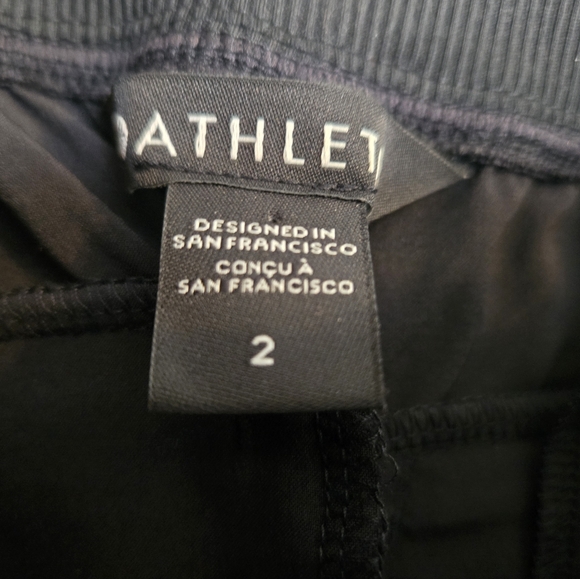 ATHLET
DESIGNED IN
SAN FRANCISCO
CONÇU À
SAN FRANCISCO
2